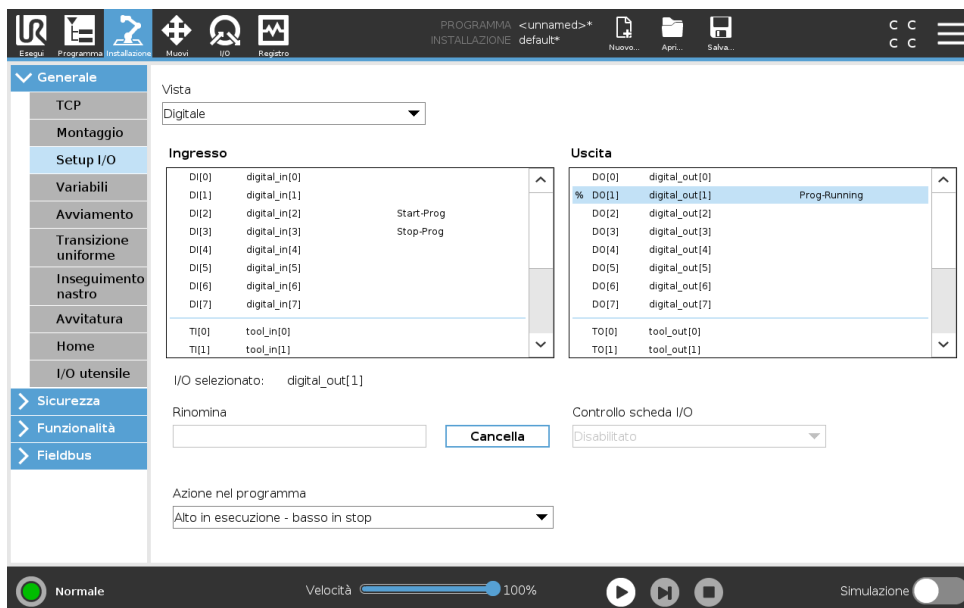 UR
PROGRAMMA <unnamed>*
INSTALLAZIONE default*
C C
C C
Esegui Programma Installazione Muovi I/O Registro Nuovo... Apri... Salva...
Generale
TCP
Montaggio
Setup I/O
Variabili
Avviamento
Transizione
uniforme
Inseguimento
nastro
Avvitatura
Home
I/O utensile
Sicurezza
Funzionalità
Fieldbus
Vista
Digitale
Ingresso
DI[0] digital_in[0]
DI[1] digital_in[1]
DI[2] digital_in[2] Start-Prog
DI[3] digital_in[3] Stop-Prog
DI[4] digital_in[4]
DI[5] digital_in[5]
DI[6] digital_in[6]
DI[7] digital_in[7]
TI[0] tool_in[0]
TI[1] tool_in[1]
Uscita
DO[0] digital_out[0]
% DO[1] digital_out[1] Prog-Running
DO[2] digital_out[2]
DO[3] digital_out[3]
DO[4] digital_out[4]
DO[5] digital_out[5]
DO[6] digital_out[6]
DO[7] digital_out[7]
TO[0] tool_out[0]
TO[1] tool_out[1]
I/O selezionato: digital_out[1]
Rinomina
Cancella
Controllo scheda I/O
Disabilitato
Azione nel programma
Alto in esecuzione - basso in stop
Normale Velocità 100% Simulazione